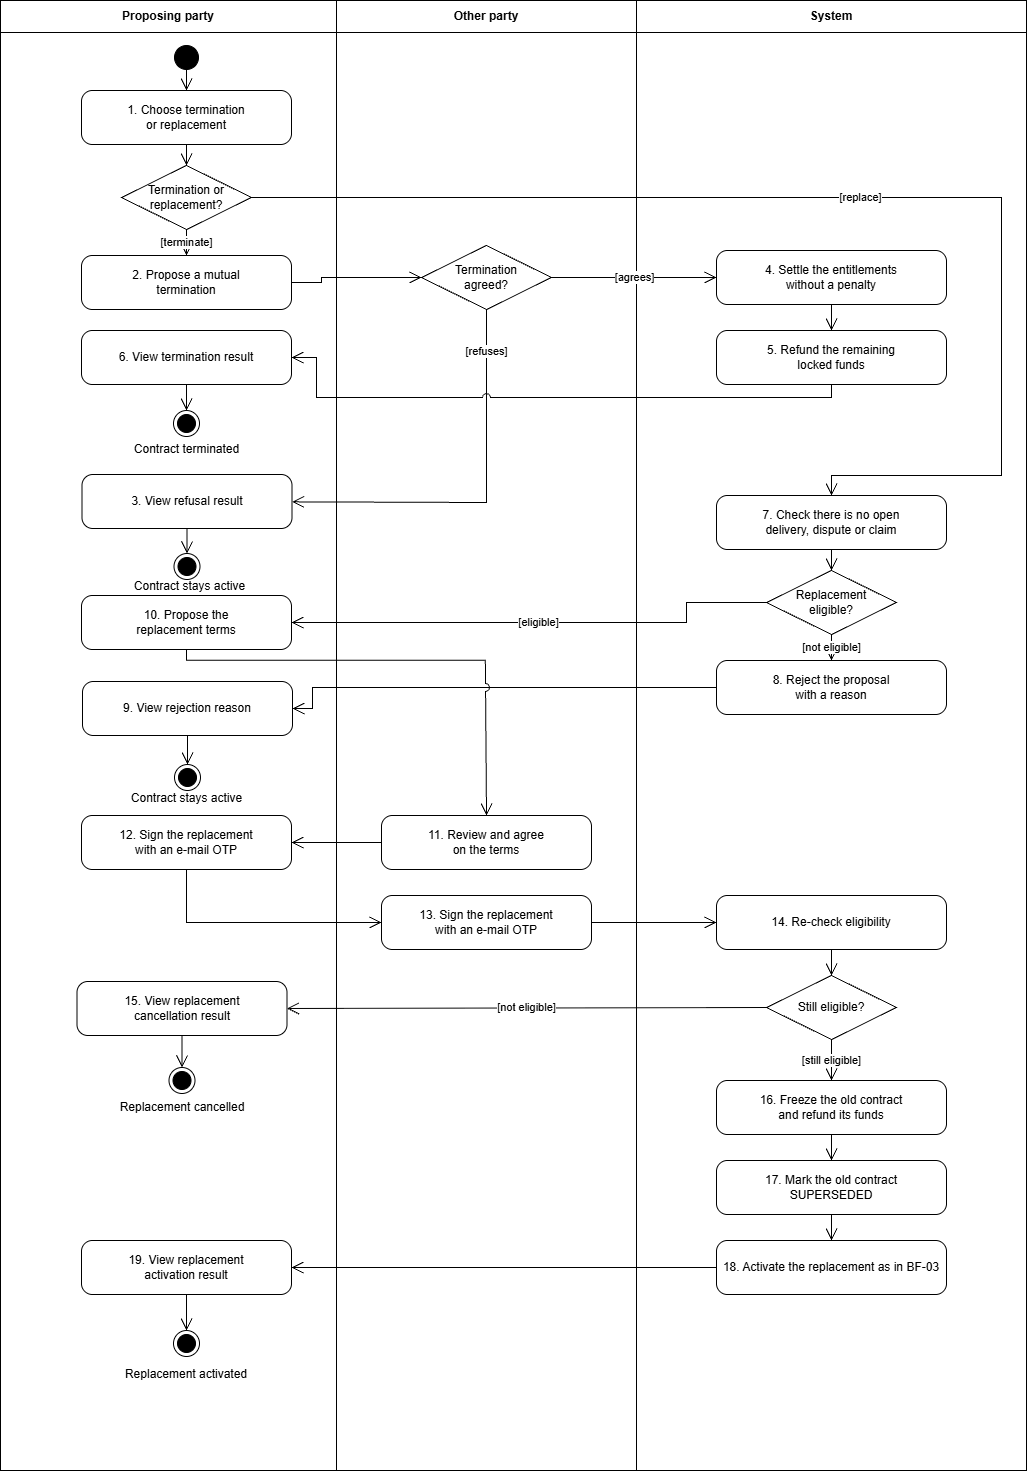 Proposing party
Other party
System
1. Choose termination
or replacement
Termination or
replacement?
[replace]
[terminate]
2. Propose a mutual
termination
Termination
agreed?
[agrees]
4. Settle the entitlements
without a penalty
[refuses]
6. View termination result
5. Refund the remaining
locked funds
Contract terminated
3. View refusal result
7. Check there is no open
delivery, dispute or claim
Contract stays active
Replacement
eligible?
10. Propose the
replacement terms
[eligible]
[not eligible]
8. Reject the proposal
with a reason
9. View rejection reason
Contract stays active
12. Sign the replacement
with an e-mail OTP
11. Review and agree
on the terms
13. Sign the replacement
with an e-mail OTP
14. Re-check eligibility
15. View replacement
cancellation result
[not eligible]
Still eligible?
[still eligible]
Replacement cancelled
16. Freeze the old contract
and refund its funds
17. Mark the old contract
SUPERSEDED
19. View replacement
activation result
18. Activate the replacement as in BF-03
Replacement activated